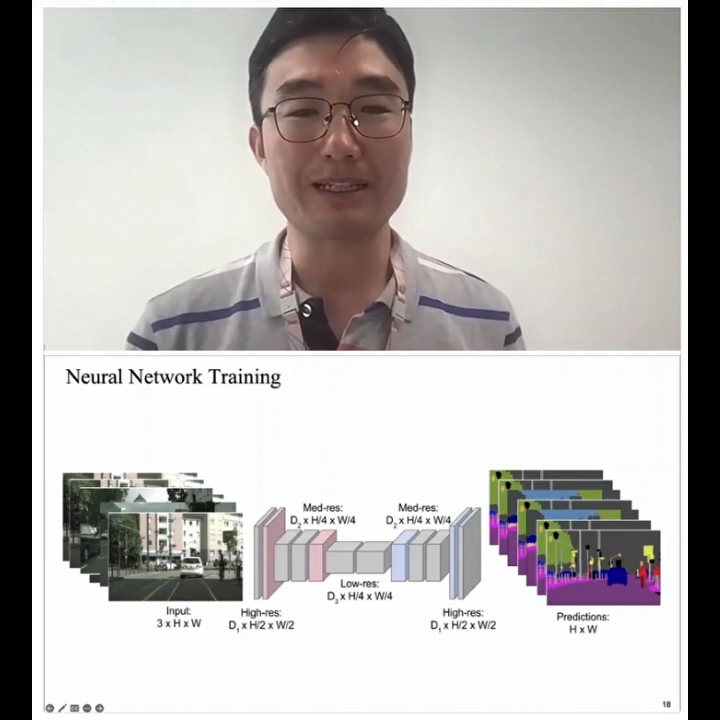 Neural Network Training
Med-res:
D2 x H/4 x W/4
Med-res:
D2 x H/4 x W/4
Low-res:
D3 x H/4 x W/4
Input:
3 x H x W
High-res:
D1 x H/2 x W/2
High-res:
D1 x H/2 x W/2
Predictions:
H x W
18